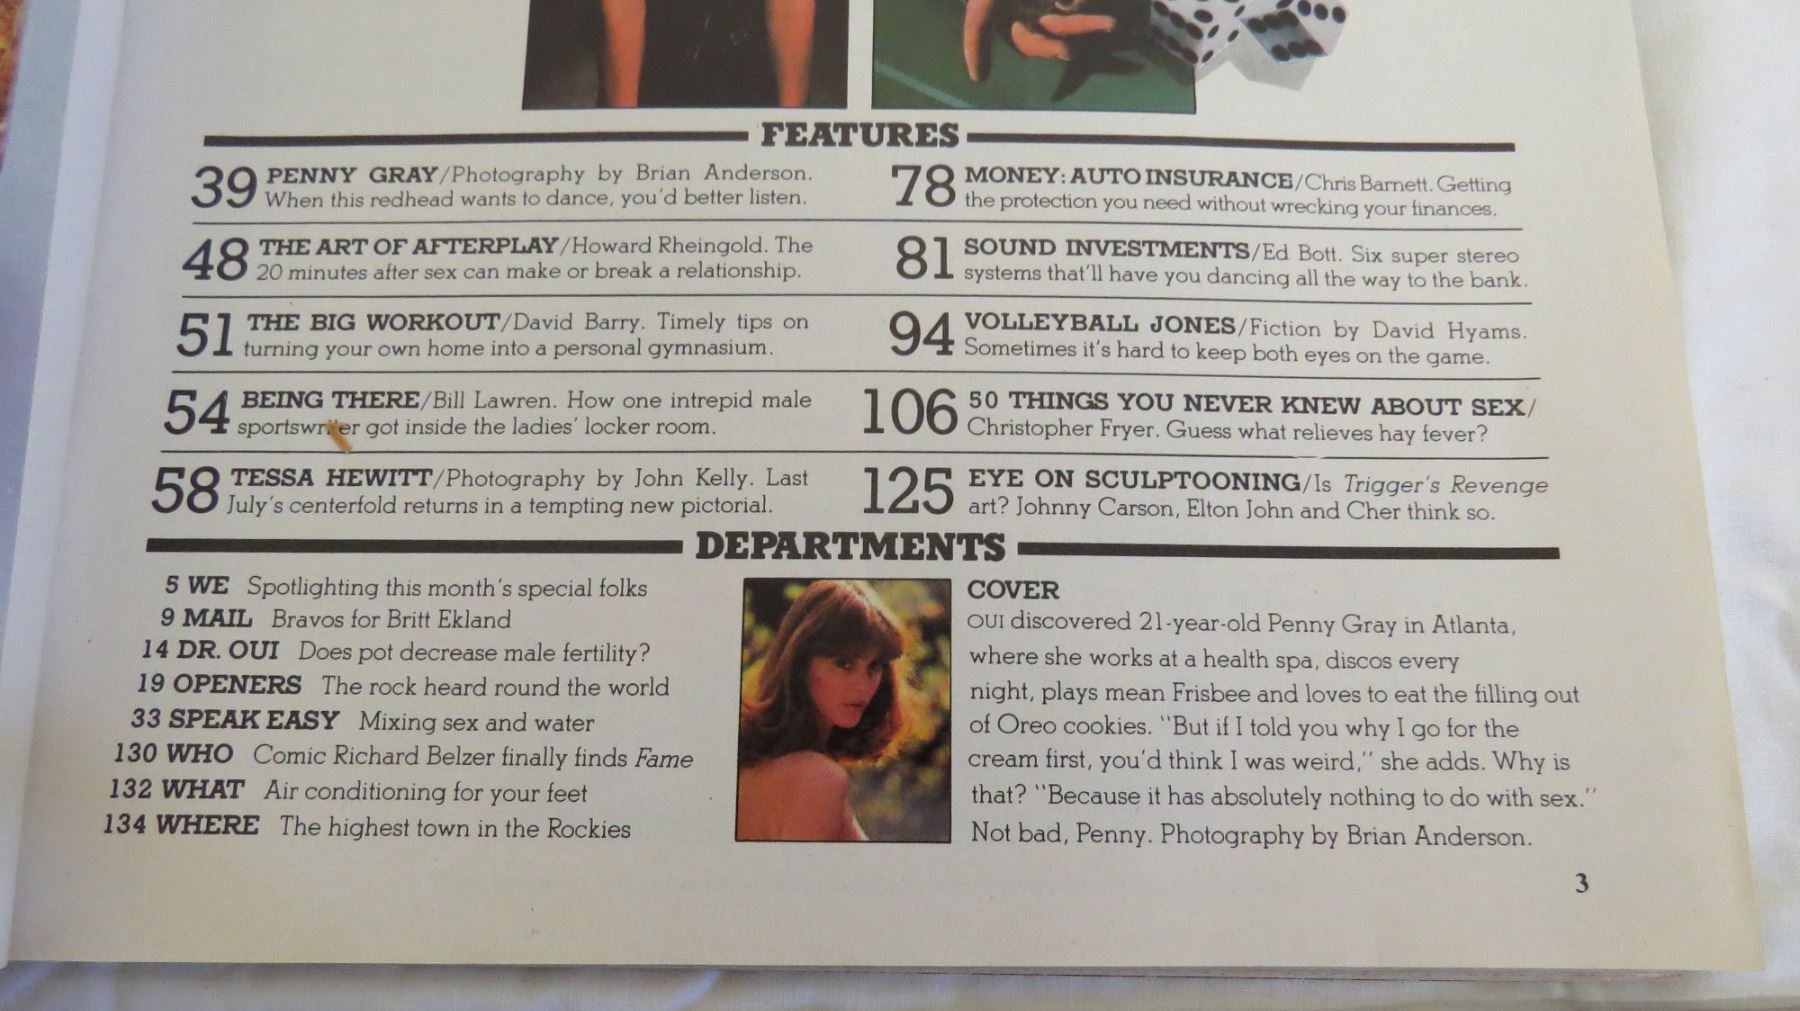 FEATURES
39 PENNY GRAY/Photography by Brian Anderson.
When this redhead wants to dance, you'd better listen.
48 THE ART OF AFTERPLAY/Howard Rheingold. The
20 minutes after sex can make or break a relationship.
51 THE BIG WORKOUT/David Barry. Timely tips on
turning your own home into a personal gymnasium.
54 BEING THERE/Bill Lawren. How one intrepid male
sportswriter got inside the ladies' locker room.
58 TESSA HEWITT/Photography by John Kelly. Last
July's centerfold returns in a tempting new pictorial.
78 MONEY: AUTO INSURANCE/Chris Barnett. Getting
the protection you need without wrecking your finances.
81 SOUND INVESTMENTS/Ed Bott. Six super stereo
systems that'll have you dancing all the way to the bank.
94 VOLLEYBALL JONES/Fiction by David Hyams.
Sometimes it's hard to keep both eyes on the game.
106 50 THINGS YOU NEVER KNEW ABOUT SEX/
Christopher Fryer. Guess what relieves hay fever?
125 EYE ON SCULPTOONING/Is Trigger's Revenge
art? Johnny Carson, Elton John and Cher think so.
DEPARTMENTS
5 WE Spotlighting this month's special folks
9 MAIL Bravos for Britt Ekland
14 DR. OUI Does pot decrease male fertility?
19 OPENERS The rock heard round the world
33 SPEAK EASY Mixing sex and water
130 WHO Comic Richard Belzer finally finds Fame
132 WHAT Air conditioning for your feet
134 WHERE The highest town in the Rockies
COVER
OUI discovered 21-year-old Penny Gray in Atlanta,
where she works at a health spa, discos every
night, plays mean Frisbee and loves to eat the filling out
of Oreo cookies. "But if I told you why I go for the
cream first, you'd think I was weird," she adds. Why is
that? "Because it has absolutely nothing to do with sex."
Not bad, Penny. Photography by Brian Anderson.
3